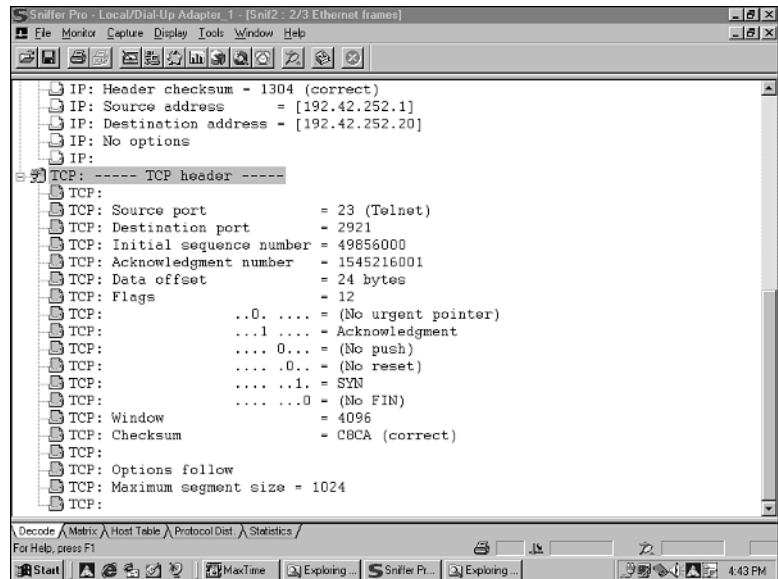 Sniffer Pro - Local/Dial-Up Adapter_1 - [Snif2 : 2/3 Ethernet frames]
File Monitor Capture Display Tools Window Help
IP: Header checksum = 1304 (correct)
IP: Source address = [192.42.252.1]
IP: Destination address = [192.42.252.20]
IP: No options
IP:
TCP: ----- TCP header -----
TCP:
TCP: Source port = 23 (Telnet)
TCP: Destination port = 2921
TCP: Initial sequence number = 49856000
TCP: Acknowledgment number = 1545216001
TCP: Data offset = 24 bytes
TCP: Flags = 12
TCP: ..0. .... = (No urgent pointer)
TCP: ...1 .... = Acknowledgment
TCP: .... 0... = (No push)
TCP: .... .0.. = (No reset)
TCP: .... ..1. = SYN
TCP: .... ...0 = (No FIN)
TCP: Window = 4096
TCP: Checksum = C8CA (correct)
TCP:
TCP: Options follow
TCP: Maximum segment size = 1024
TCP:
Decode Matrix Host Table Protocol Dist. Statistics
For Help, press F1
Start MaxTime Exploring ... Sniffer Pr... Exploring ... 4:43 PM